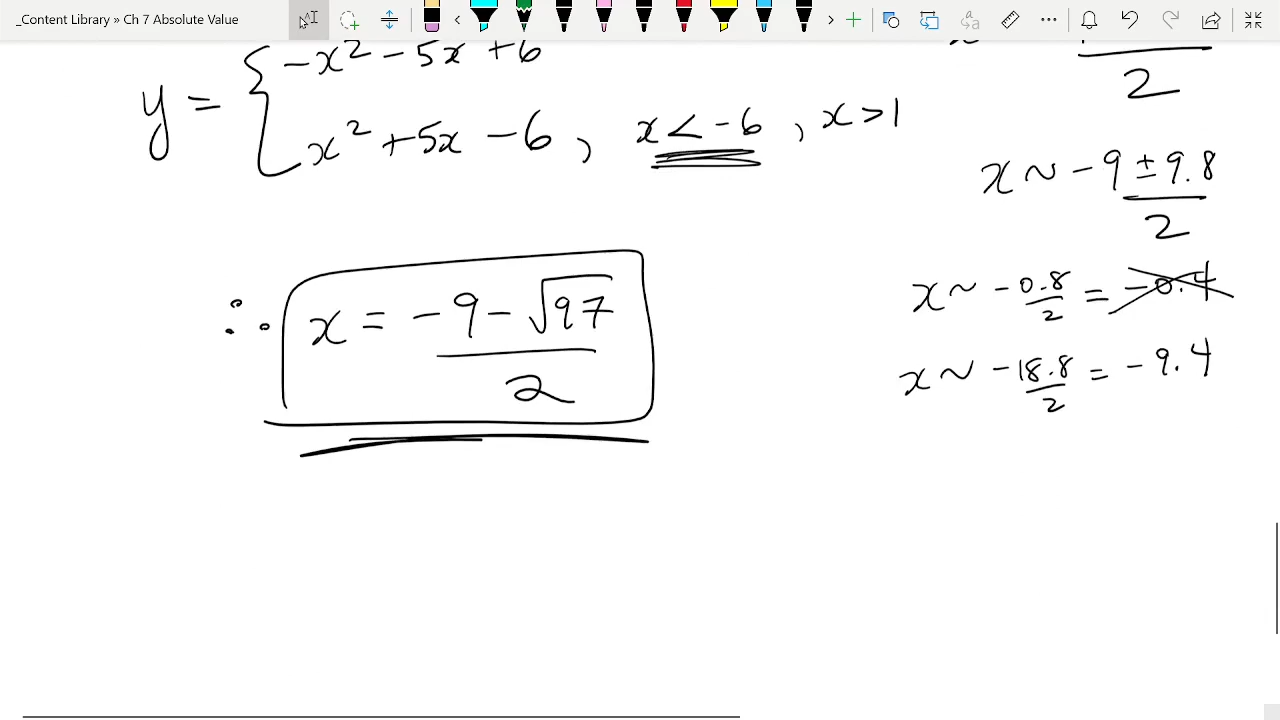 _Content Library » Ch 7 Absolute Value
y = { -x² - 5x + 6
x² + 5x - 6 , x < -6 , x > 1
2
x ~ -9 ± 9.8
2
∴ x = -9 - √97
2
x ~ -0.8/2 = -0.4
x ~ -18.8/2 = -9.4